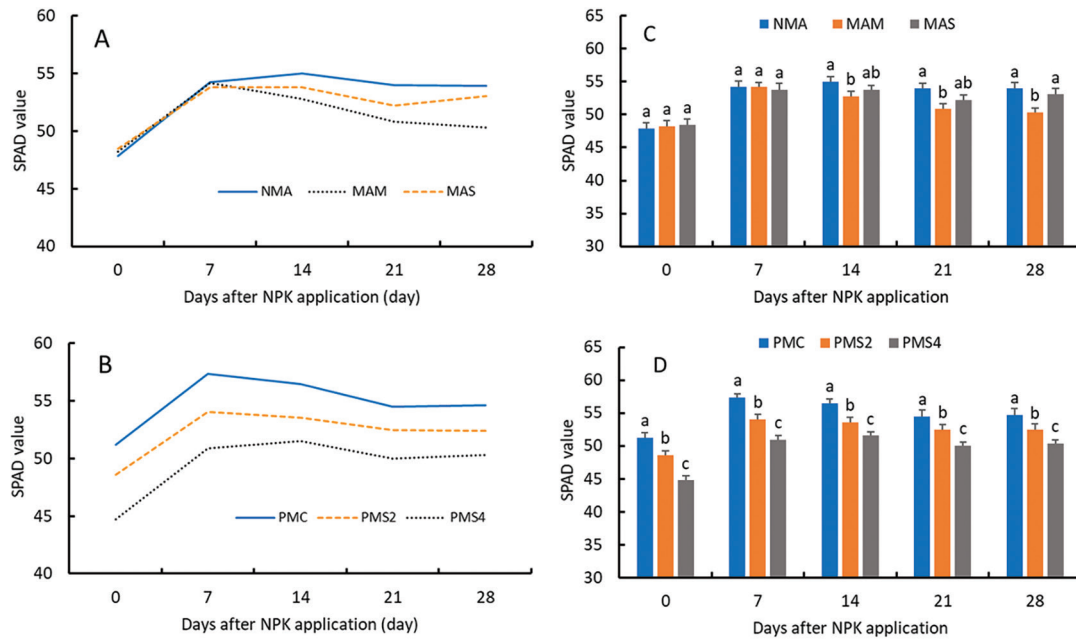 A
60
55
50
45
40
SPAD value
NMA MAM MAS
0 7 14 21 28
Days after NPK application (day)
C
NMA MAM MAS
65
60
55
50
45
40
35
30
SPAD value
a a a a a a a b ab a b ab a b a
0 7 14 21 28
Days after NPK application
B
60
55
50
45
40
SPAD value
PMC PMS2 PMS4
0 7 14 21 28
Days after NPK application (day)
D
PMC PMS2 PMS4
65
60
55
50
45
40
35
30
SPAD value
a b c a b c a b c a b c a b c
0 7 14 21 28
Days after NPK application